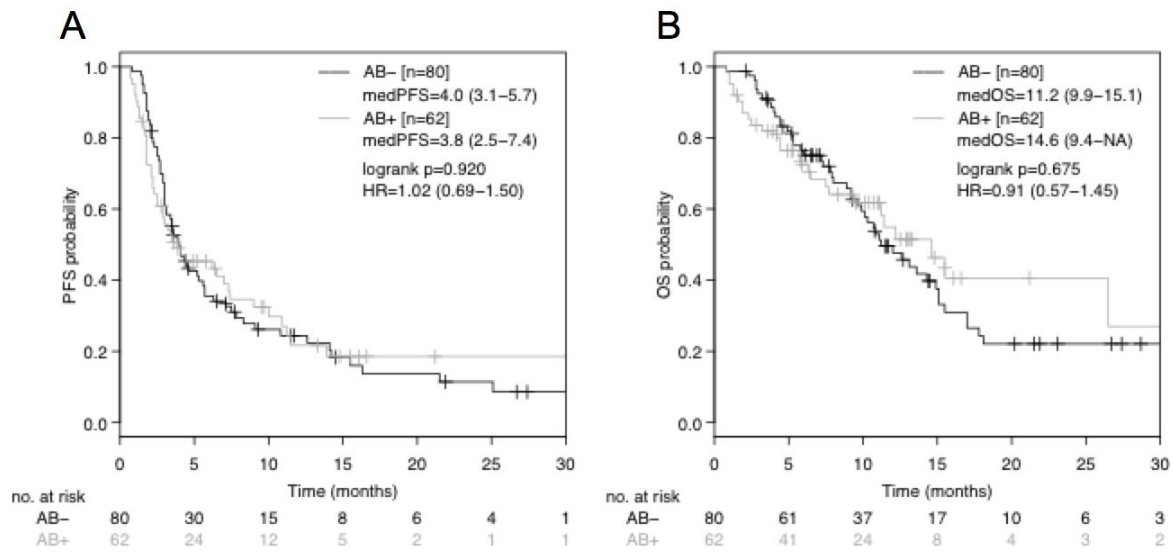 A
1.0
0.8
0.6
0.4
0.2
0.0
PFS probability
AB− [n=80]
medPFS=4.0 (3.1−5.7)
AB+ [n=62]
medPFS=3.8 (2.5−7.4)
logrank p=0.920
HR=1.02 (0.69−1.50)
0 5 10 15 20 25 30
Time (months)
no. at risk
AB− 80 30 15 8 6 4 1
AB+ 62 24 12 5 2 1 1
B
1.0
0.8
0.6
0.4
0.2
0.0
OS probability
AB− [n=80]
medOS=11.2 (9.9−15.1)
AB+ [n=62]
medOS=14.6 (9.4−NA)
logrank p=0.675
HR=0.91 (0.57−1.45)
0 5 10 15 20 25 30
Time (months)
no. at risk
AB− 80 61 37 17 10 6 3
AB+ 62 41 24 8 4 3 2